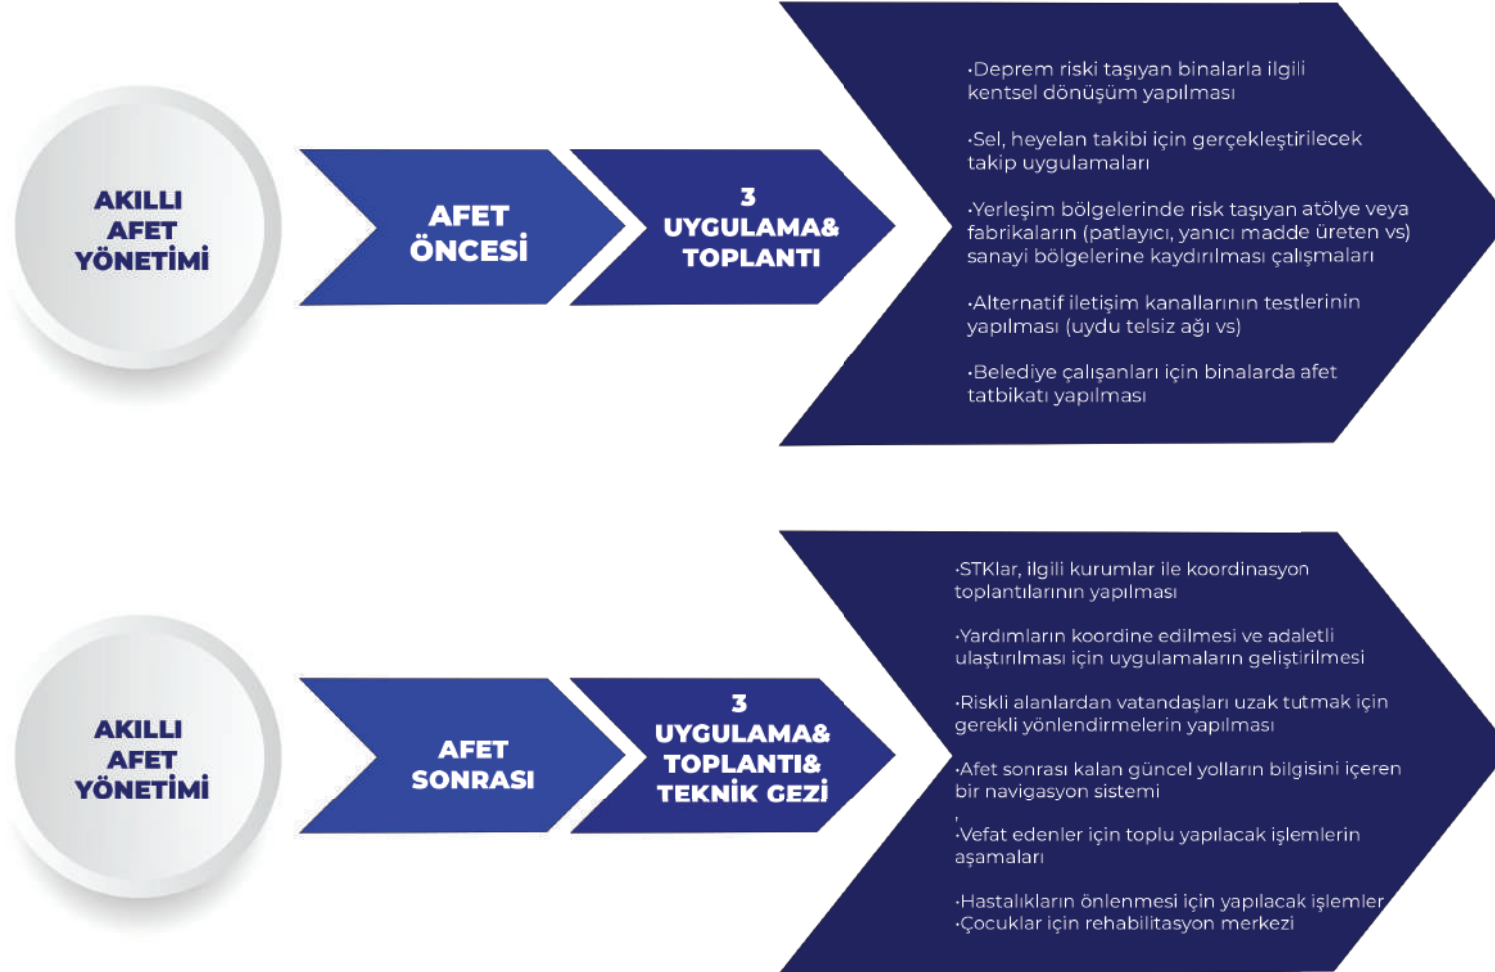 AKILLI
AFET
YÖNETİMİ
AFET
ÖNCESİ
3
UYGULAMA&
TOPLANTI
•Deprem riski taşıyan binalarla ilgili
kentsel dönüşüm yapılması
•Sel, heyelan takibi için gerçekleştirilecek
takip uygulamaları
•Yerleşim bölgelerinde risk taşıyan atölye veya
fabrikaların (patlayıcı, yanıcı madde üreten vs)
sanayi bölgelerine kaydırılması çalışmaları
•Alternatif iletişim kanallarının testlerinin
yapılması (uydu telsiz ağı vs)
•Belediye çalışanları için binalarda afet
tatbikatı yapılması
AKILLI
AFET
YÖNETİMİ
AFET
SONRASI
3
UYGULAMA&
TOPLANTI&
TEKNİK GEZİ
•STKlar, ilgili kurumlar ile koordinasyon
toplantılarının yapılması
•Yardımların koordine edilmesi ve adaletli
ulaştırılması için uygulamaların geliştirilmesi
•Riskli alanlardan vatandaşları uzak tutmak için
gerekli yönlendirmelerin yapılması
•Afet sonrası kalan güncel yolların bilgisini içeren
bir navigasyon sistemi
,
•Vefat edenler için toplu yapılacak işlemlerin
aşamaları
•Hastalıkların önlenmesi için yapılacak işlemler
•Çocuklar için rehabilitasyon merkezi